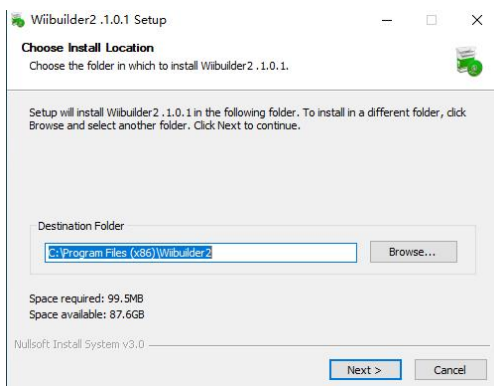 Wiibuilder2 .1.0.1 Setup
Choose Install Location
Choose the folder in which to install Wiibuilder2 .1.0.1.
Setup will install Wiibuilder2 .1.0.1 in the following folder. To install in a different folder, click
Browse and select another folder. Click Next to continue.
Destination Folder
C:\Program Files (x86)\Wiibuilder2
Browse...
Space required: 99.5MB
Space available: 87.6GB
Nullsoft Install System v3.0
Next >
Cancel